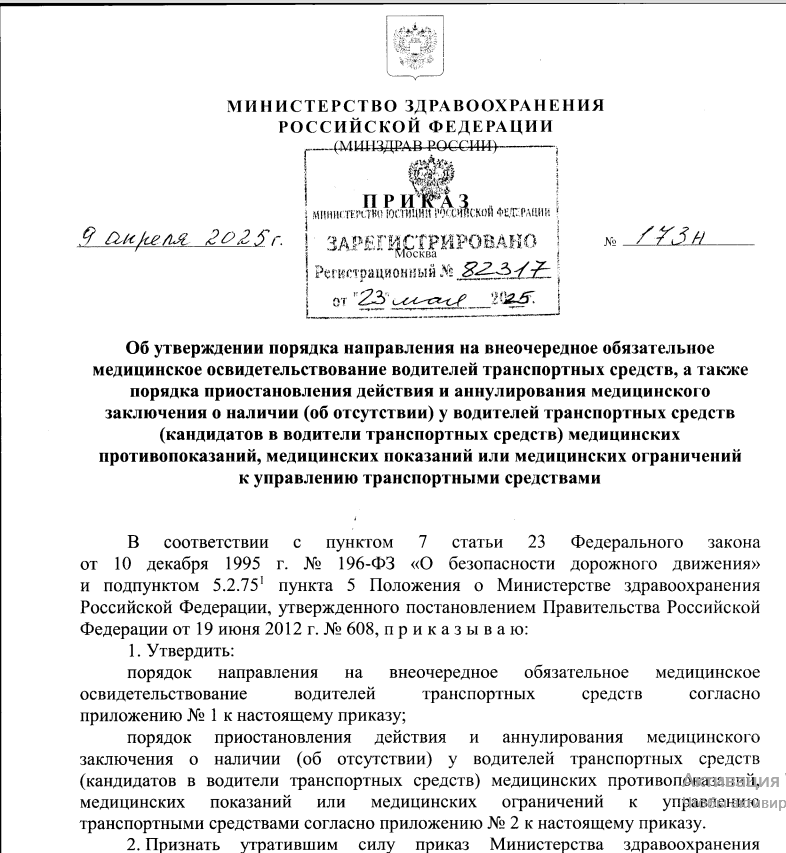 МИНИСТЕРСТВО ЗДРАВООХРАНЕНИЯ
РОССИЙСКОЙ ФЕДЕРАЦИИ
(МИНЗДРАВ РОССИИ)
ПРИКАЗ
МИНИСТЕРСТВО ЮСТИЦИИ РОССИЙСКОЙ ФЕДЕРАЦИИ
9 апреля 2025 г.
ЗАРЕГИСТРИРОВАНО
№ 173н
Москва
Регистрационный № 82317
от "23" мая 2025.
Об утверждении порядка направления на внеочередное обязательное
медицинское освидетельствование водителей транспортных средств, а также
порядка приостановления действия и аннулирования медицинского
заключения о наличии (об отсутствии) у водителей транспортных средств
(кандидатов в водители транспортных средств) медицинских
противопоказаний, медицинских показаний или медицинских ограничений
к управлению транспортными средствами
В соответствии с пунктом 7 статьи 23 Федерального закона
от 10 декабря 1995 г. № 196-ФЗ «О безопасности дорожного движения»
и подпунктом 5.2.75¹ пункта 5 Положения о Министерстве здравоохранения
Российской Федерации, утвержденного постановлением Правительства Российской
Федерации от 19 июня 2012 г. № 608, п р и к а з ы в а ю:
1. Утвердить:
порядок направления на внеочередное обязательное медицинское
освидетельствование водителей транспортных средств согласно
приложению № 1 к настоящему приказу;
порядок приостановления действия и аннулирования медицинского
заключения о наличии (об отсутствии) у водителей транспортных средств
(кандидатов в водители транспортных средств) медицинских противопоказаний,
медицинских показаний или медицинских ограничений к управлению
транспортными средствами согласно приложению № 2 к настоящему приказу.
2. Признать утратившим силу приказ Министерства здравоохранения
Активация